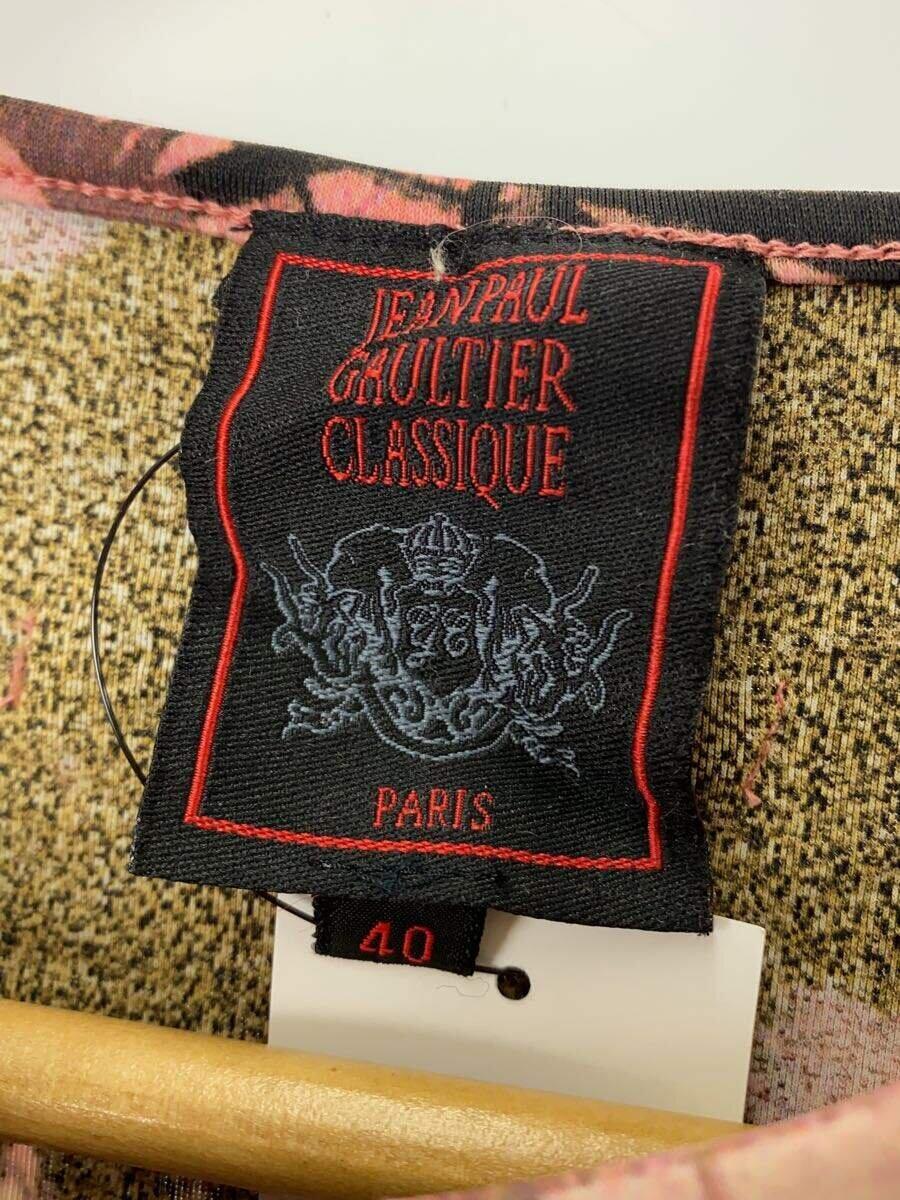 JEAN PAUL
GAULTIER
CLASSIQUE
PARIS
40